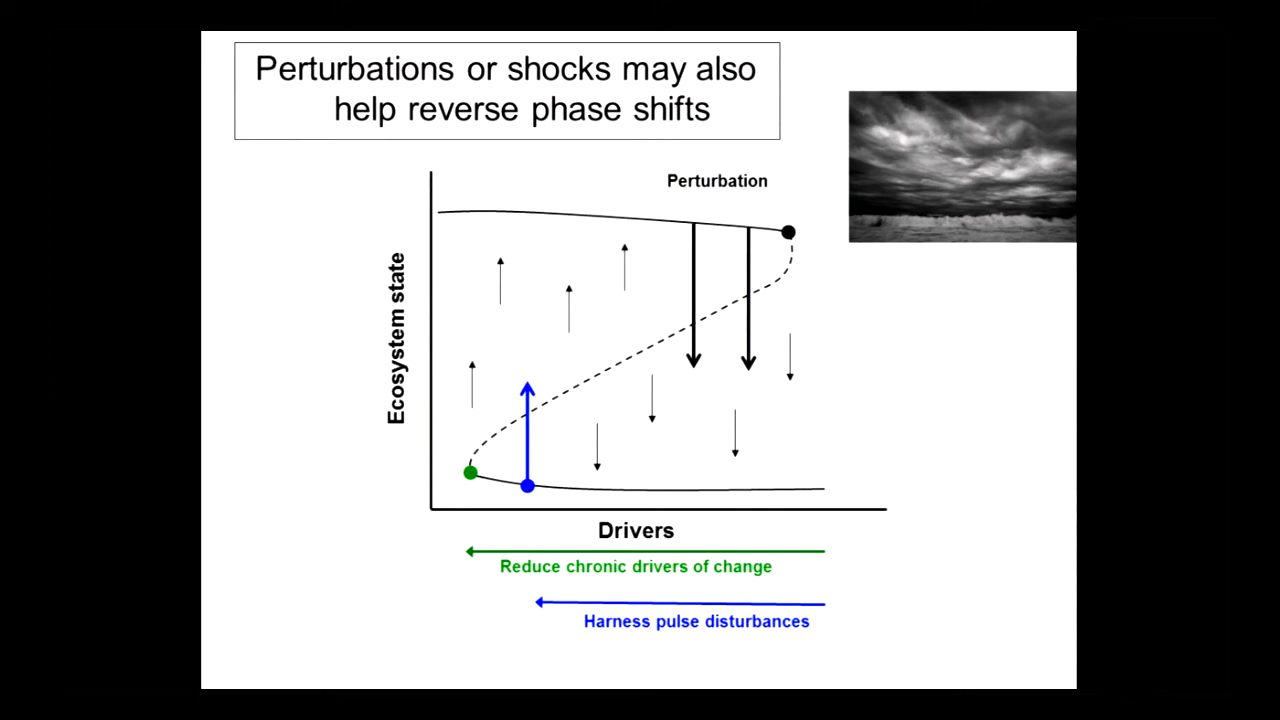 Perturbations or shocks may also
help reverse phase shifts
Perturbation
Ecosystem state
Drivers
Reduce chronic drivers of change
Harness pulse disturbances